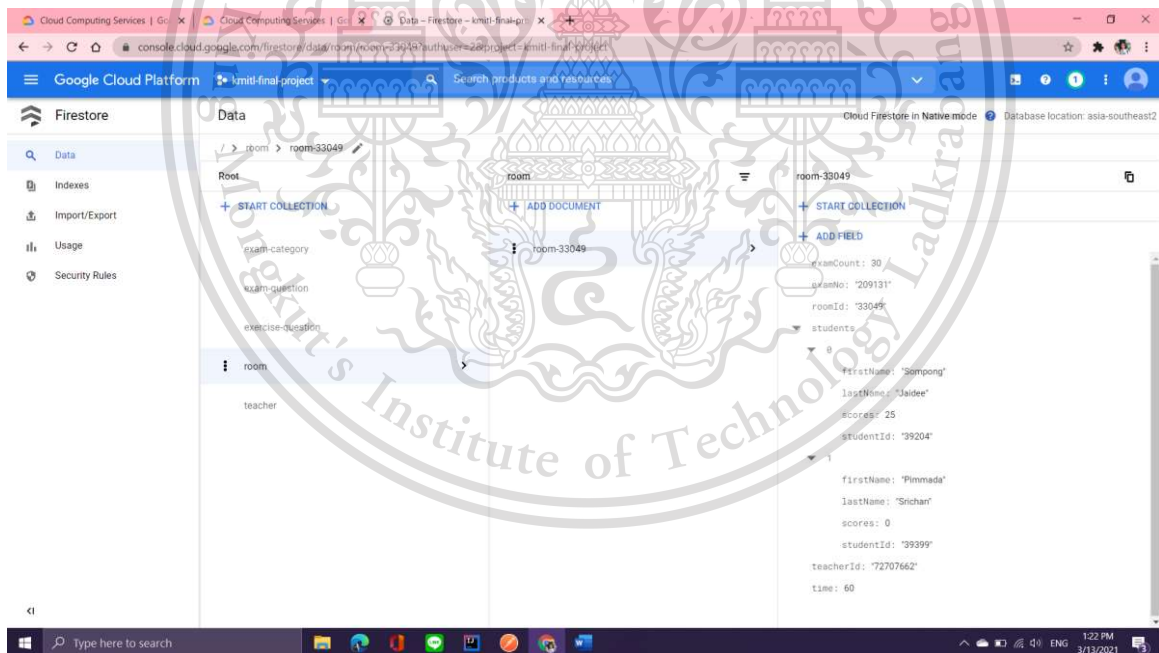 Cloud Computing Services | Go
Cloud Computing Services | Go
Data – Firestore – kmitl-final-pro
console.cloud.google.com/firestore/data/room/room-33049?authuser=2&project=kmitl-final-project
Google Cloud Platform
kmitl-final-project
Search products and resources
1
Firestore
Data
Cloud Firestore in Native mode
Database location: asia-southeast2
Data
Indexes
Import/Export
Usage
Security Rules
/ > room > room-33049
Root
+ START COLLECTION
exam-category
exam-question
exercise-question
room
teacher
room
+ ADD DOCUMENT
room-33049
room-33049
+ START COLLECTION
+ ADD FIELD
examCount: 30
examNo: "209131"
roomId: "33049"
students
0
firstName: "Sompong"
lastName: "Jaidee"
scores: 25
studentId: "39204"
1
firstName: "Pimmada"
lastName: "Srichan"
scores: 0
studentId: "39399"
teacherId: "72707662"
time: 60
Mongkut's Institute of Technology Ladkrabang
Type here to search
ENG
1:22 PM
3/13/2021
3